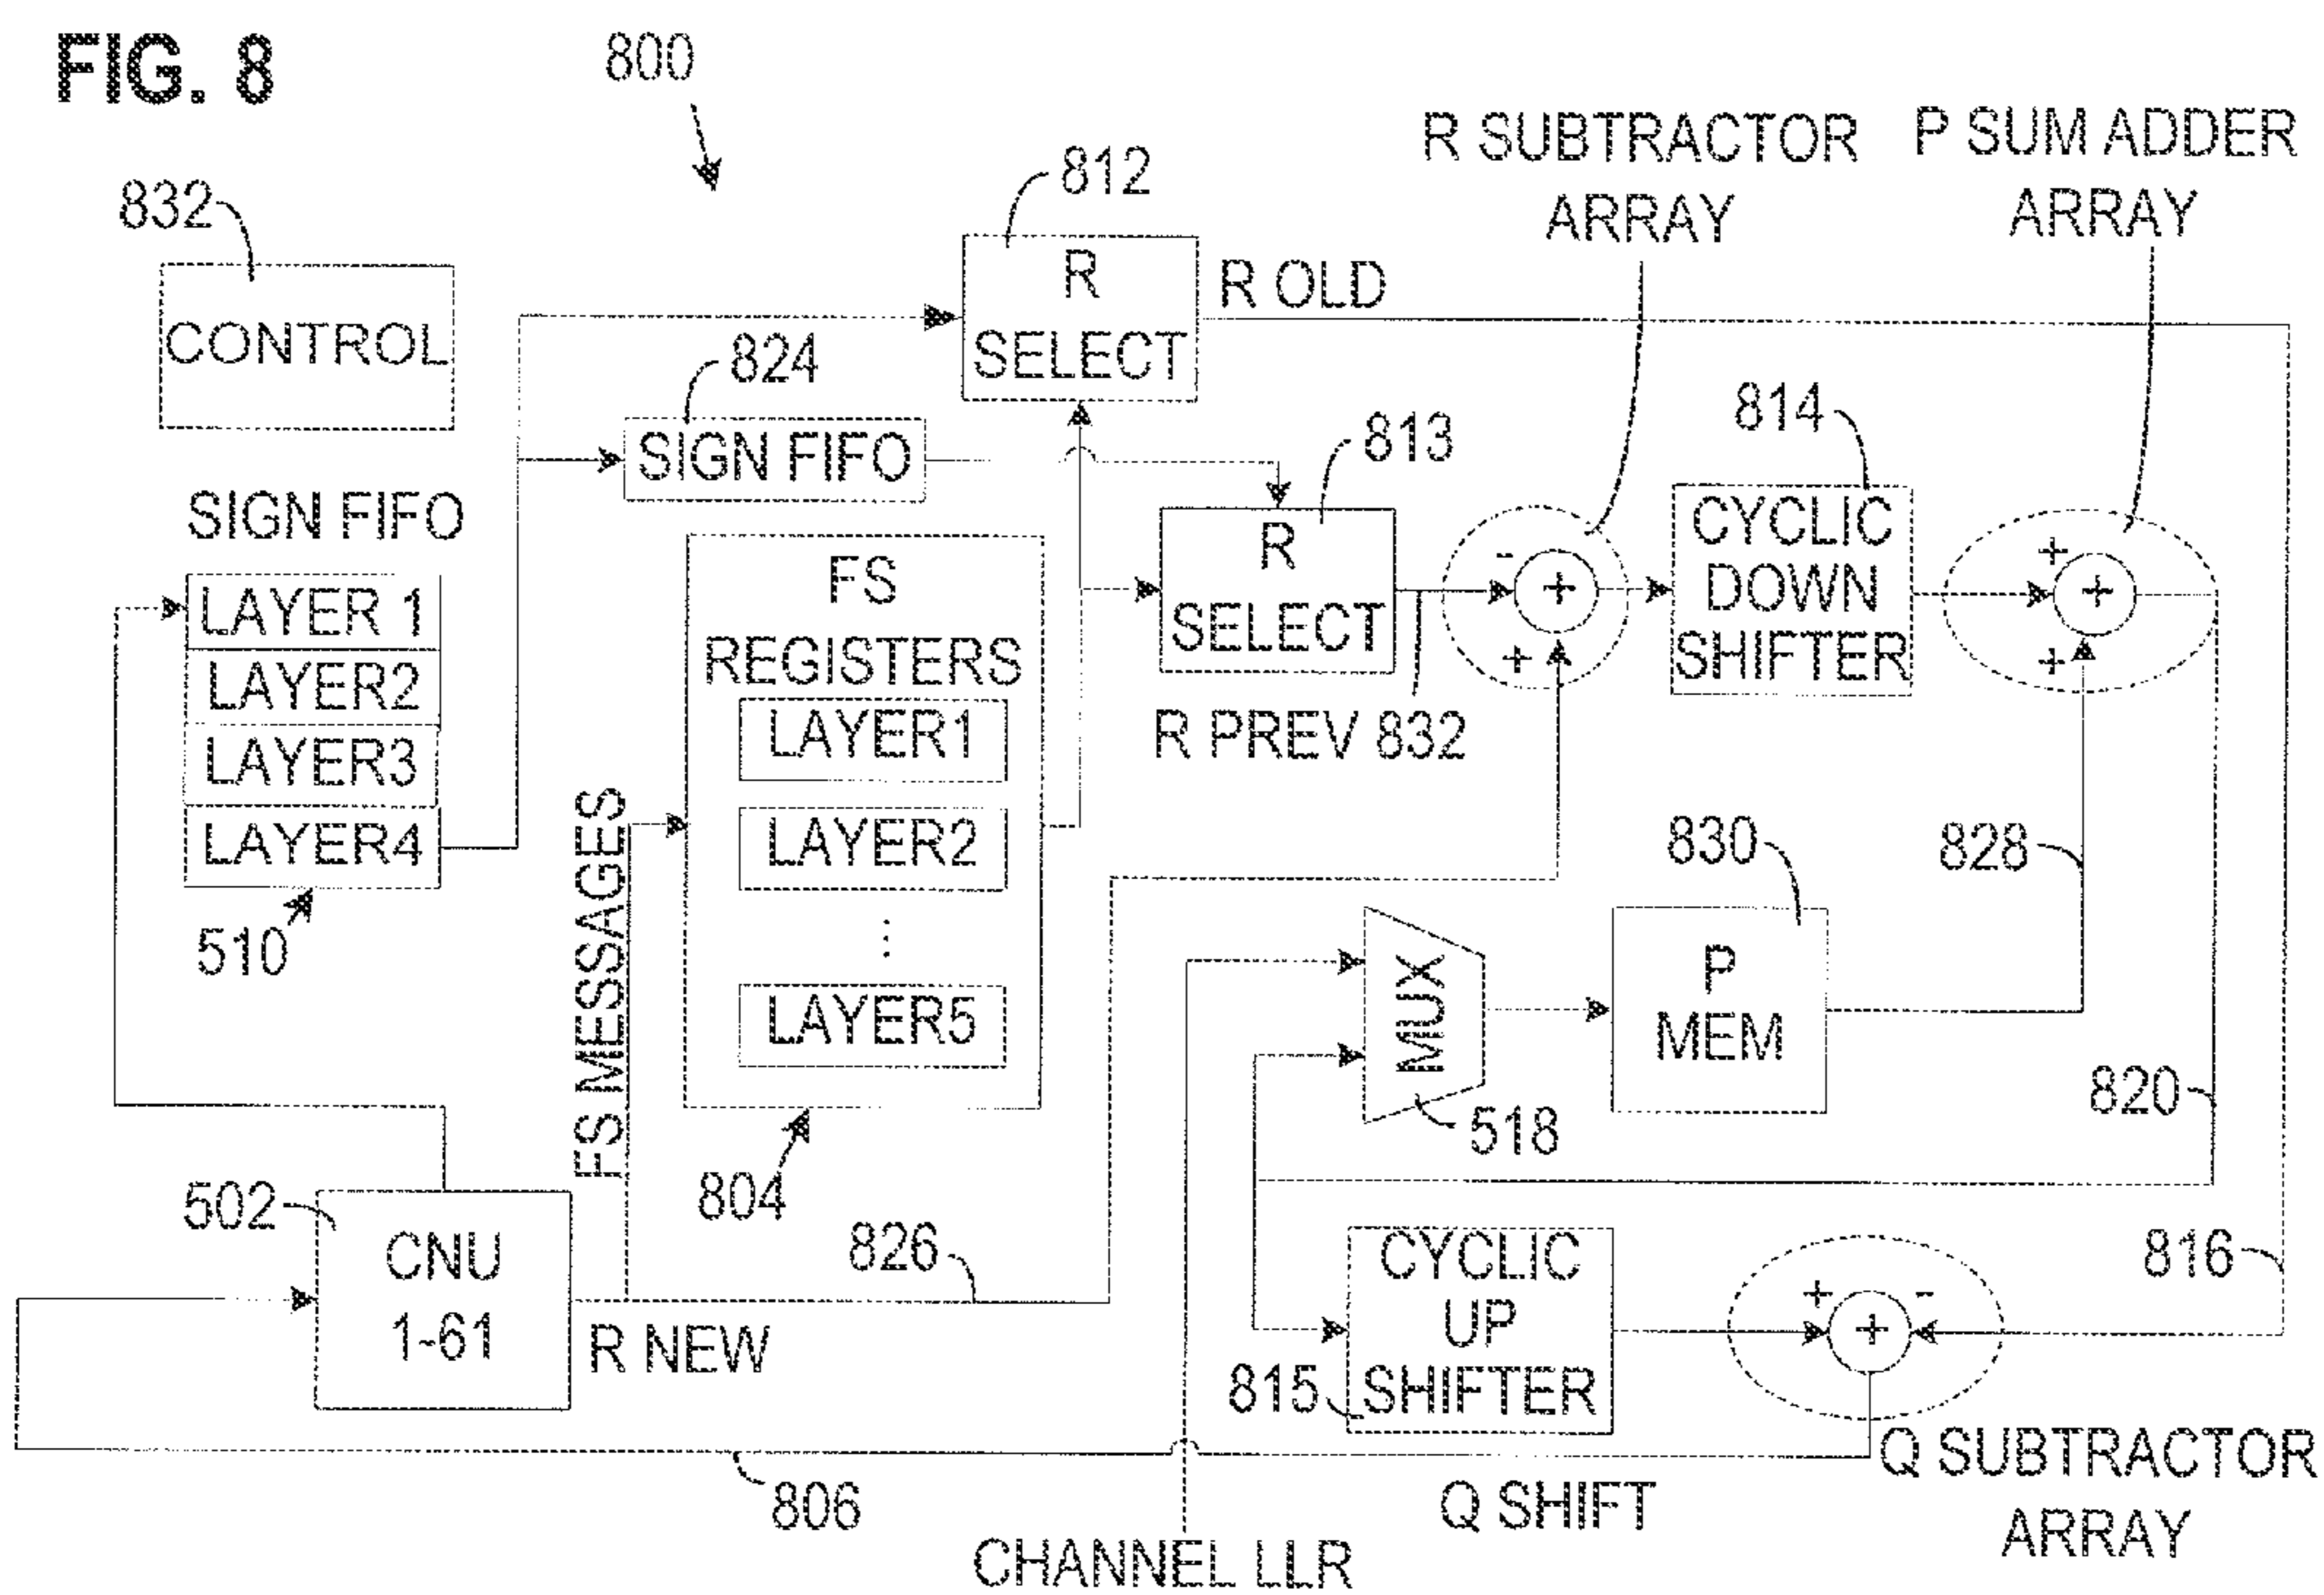 FIG. 8
800
R SUBTRACTOR
ARRAY
P SUM ADDER
ARRAY
832
CONTROL
812
R
SELECT
R OLD
824
SIGN FIFO
813
R
SELECT
R PREV 832
-
+
+
814
CYCLIC
DOWN
SHIFTER
+
+
+
SIGN FIFO
LAYER 1
LAYER2
LAYER3
LAYER4
510
FS MESSAGES
FS
REGISTERS
LAYER1
LAYER2
⋮
LAYER5
804
MUX
518
830
P
MEM
828
820
816
502
CNU
1-61
R NEW
826
CYCLIC
UP
SHIFTER
815
+
-
+
Q SUBTRACTOR
ARRAY
806
Q SHIFT
CHANNEL LLR